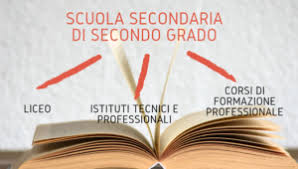 SCUOLA SECONDARIA
DI SECONDO GRADO
LICEO
ISTITUTI TECNICI E
PROFESSIONALI
CORSI DI
FORMAZIONE
PROFESSIONALE